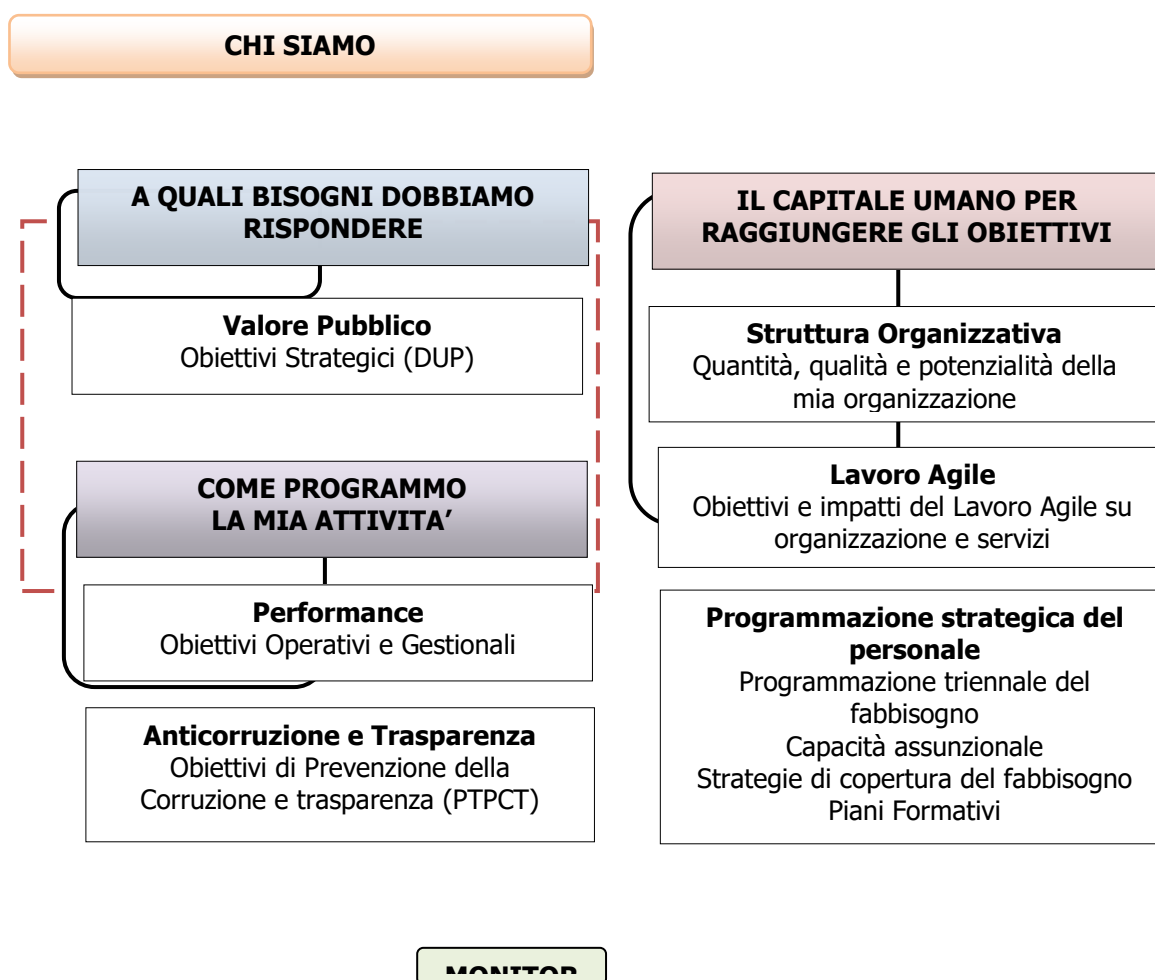 CHI SIAMO
A QUALI BISOGNI DOBBIAMO
RISPONDERE
Valore Pubblico
Obiettivi Strategici (DUP)
COME PROGRAMMO
LA MIA ATTIVITA’
Performance
Obiettivi Operativi e Gestionali
Anticorruzione e Trasparenza
Obiettivi di Prevenzione della
Corruzione e trasparenza (PTPCT)
IL CAPITALE UMANO PER
RAGGIUNGERE GLI OBIETTIVI
Struttura Organizzativa
Quantità, qualità e potenzialità della
mia organizzazione
Lavoro Agile
Obiettivi e impatti del Lavoro Agile su
organizzazione e servizi
Programmazione strategica del
personale
Programmazione triennale del
fabbisogno
Capacità assunzionale
Strategie di copertura del fabbisogno
Piani Formativi
MONITOR